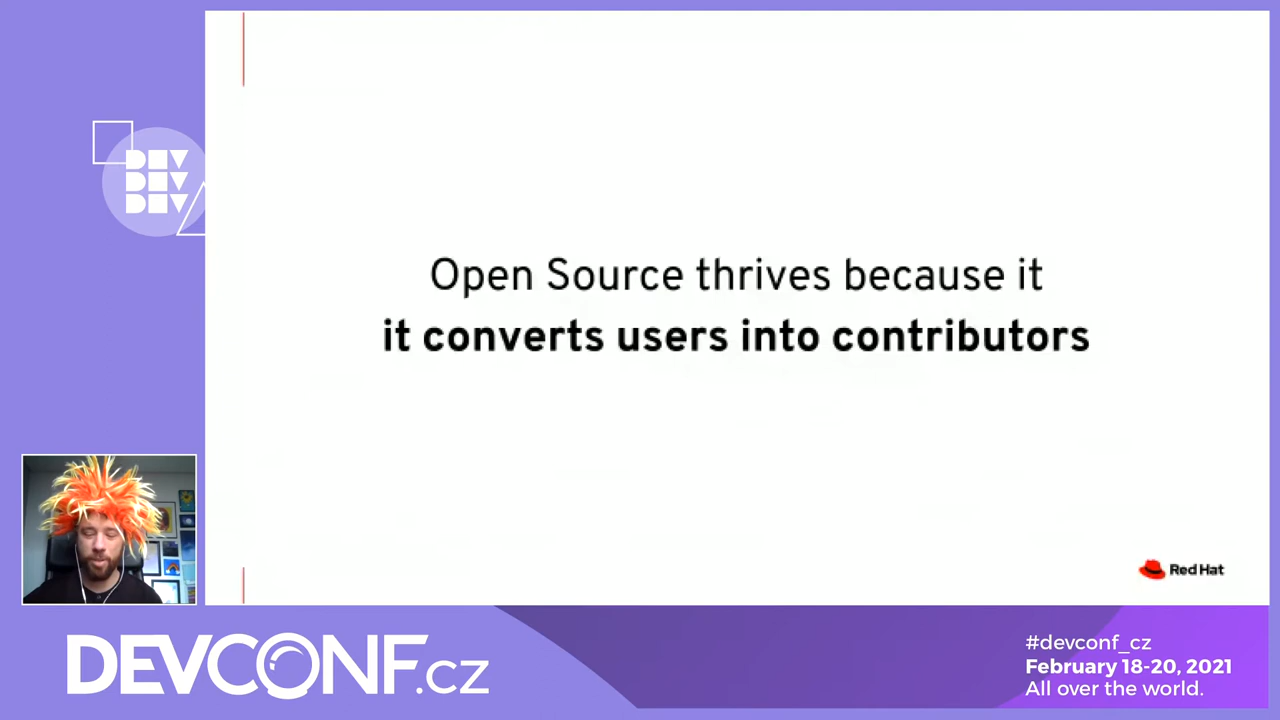 DEV
DEV
DEV
Open Source thrives because it
it converts users into contributors
Red Hat
DEVCONF.cz
#devconf_cz
February 18-20, 2021
All over the world.